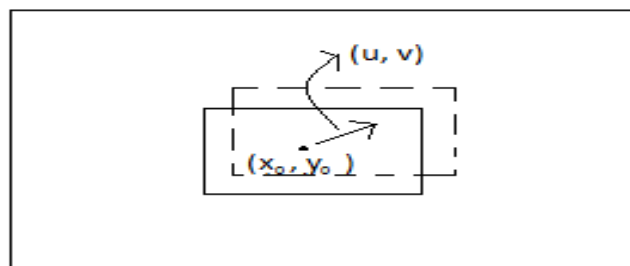 (u, v)
(x₀, y₀ )